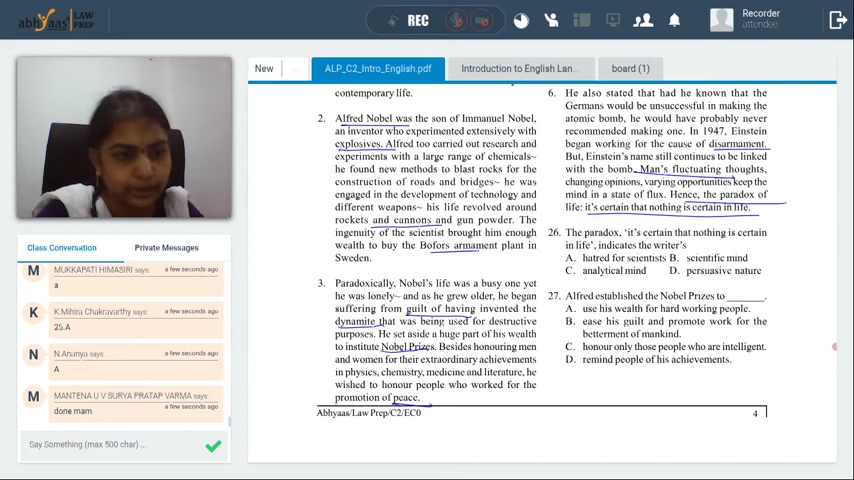 abhyaas LAW PREP
REC
Recorder
attendee
New
ALP_C2_Intro_English.pdf
Introduction to English Lan...
board (1)
Class Conversation
Private Messages
M
MUKKAPATI HIMASIRI says:
a few seconds ago
a
K
K.Mihira Chakravarthy says:
a few seconds ago
25.A
N
N.Ananyu says:
a few seconds ago
A
M
MANTENA U V SURYA PRATAP VARMA says:
a few seconds ago
done mam
Say Something (max 500 char) ...
contemporary life.
2. Alfred Nobel was the son of Immanuel Nobel,
an inventor who experimented extensively with
explosives. Alfred too carried out research and
experiments with a large range of chemicals~
he found new methods to blast rocks for the
construction of roads and bridges~ he was
engaged in the development of technology and
different weapons~ his life revolved around
rockets and cannons and gun powder. The
ingenuity of the scientist brought him enough
wealth to buy the Bofors armament plant in
Sweden.
3. Paradoxically, Nobel's life was a busy one yet
he was lonely~ and as he grew older, he began
suffering from guilt of having invented the
dynamite that was being used for destructive
purposes. He set aside a huge part of his wealth
to institute Nobel Prizes. Besides honouring men
and women for their extraordinary achievements
in physics, chemistry, medicine and literature, he
wished to honour people who worked for the
promotion of peace.
6. He also stated that had he known that the
Germans would be unsuccessful in making the
atomic bomb, he would have probably never
recommended making one. In 1947, Einstein
began working for the cause of disarmament.
But, Einstein's name still continues to be linked
with the bomb. Man's fluctuating thoughts,
changing opinions, varying opportunities keep the
mind in a state of flux. Hence, the paradox of
life: it's certain that nothing is certain in life.
26. The paradox, 'it's certain that nothing is certain
in life', indicates the writer's
A. hatred for scientists B. scientific mind
C. analytical mind D. persuasive nature
27. Alfred established the Nobel Prizes to _______.
A. use his wealth for hard working people.
B. ease his guilt and promote work for the
betterment of mankind.
C. honour only those people who are intelligent.
D. remind people of his achievements.
Abhyaas/Law Prep/C2/EC0
4